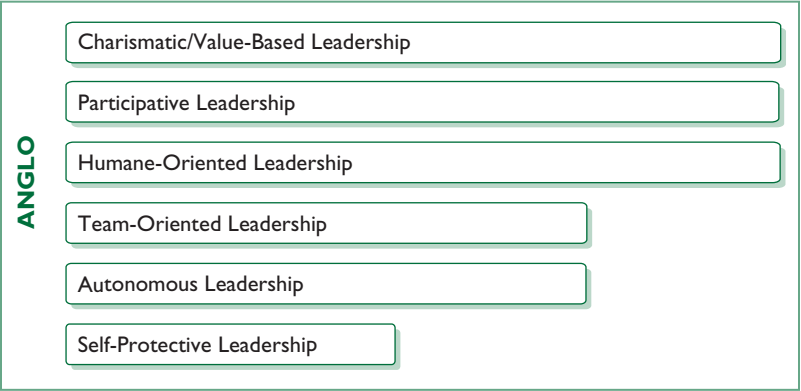 ANGLO
Charismatic/Value-Based Leadership
Participative Leadership
Humane-Oriented Leadership
Team-Oriented Leadership
Autonomous Leadership
Self-Protective Leadership